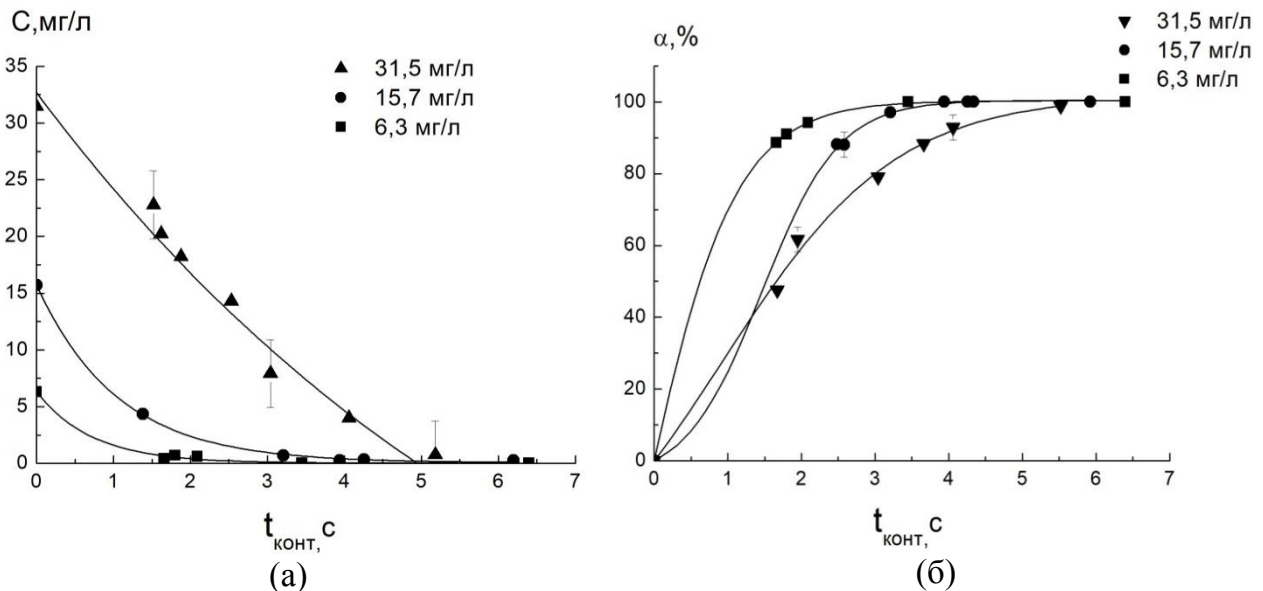 C,мг/л
31,5 мг/л
15,7 мг/л
6,3 мг/л
35
30
25
20
15
10
5
0
0 1 2 3 4 5 6 7
tконт, с
(а)
α,%
31,5 мг/л
15,7 мг/л
6,3 мг/л
100
80
60
40
20
0
0 1 2 3 4 5 6 7
tконт, с
(б)